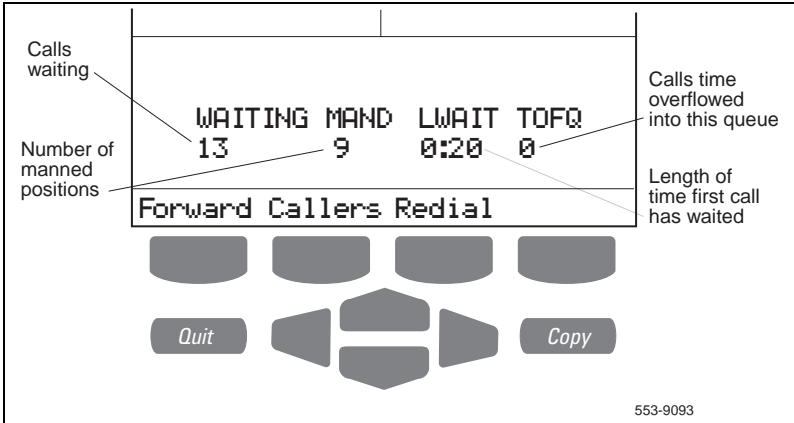 Calls
waiting
Number of
manned
positions
WAITING MAND LWAIT TOFQ
13 9 0:20 0
Calls time
overflowed
into this queue
Length of
time first call
has waited
Forward Callers Redial
Quit
Copy
553-9093